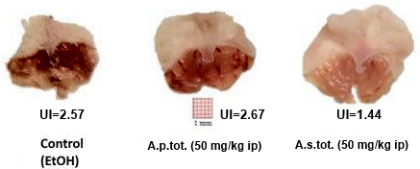 UI=2.57 UI=2.67 UI=1.44
1 mm
Control A.p.tot. (50 mg/kg ip) A.s.tot. (50 mg/kg ip)
(EtOH)